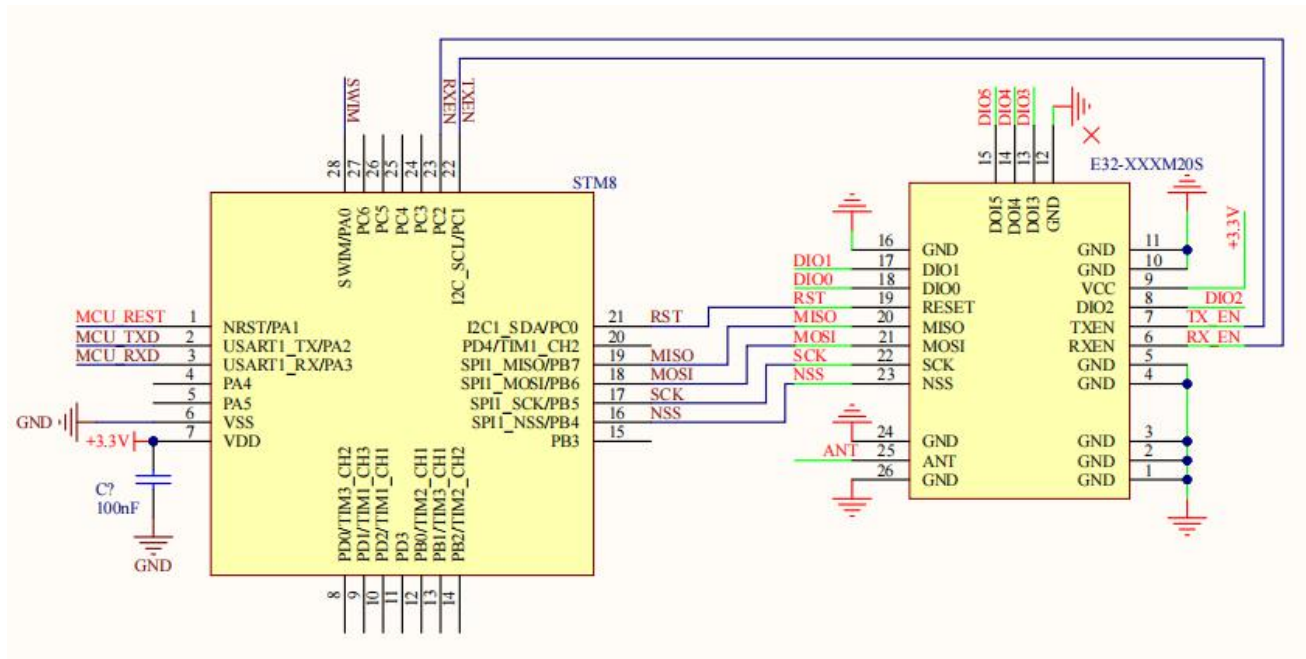 SWIM
RXEN
TXEN
28
27
26
25
24
23
22
STM8
SWIM/PA0
PC6
PC5
PC4
PC3
PC2
I2C_SCL/PC1
MCU_REST 1 NRST/PA1
MCU_TXD 2 USART1_TX/PA2
MCU_RXD 3 USART1_RX/PA3
4 PA4
5 PA5
GND 6 VSS
+3.3V 7 VDD
C?
100nF
GND
I2C1_SDA/PC0 21 RST
PD4/TIM1_CH2 20
SPI1_MISO/PB7 19 MISO
SPI1_MOSI/PB6 18 MOSI
SPI1_SCK/PB5 17 SCK
SPI1_NSS/PB4 16 NSS
PB3 15
PD0/TIM3_CH2
PD1/TIM1_CH3
PD2/TIM1_CH1
PD3
PB0/TIM2_CH1
PB1/TIM3_CH1
PB2/TIM2_CH2
8
9
10
11
12
13
14
DIO5
DIO4
DIO3
15
14
13
12
E32-XXXM20S
DOI5
DOI4
DOI3
GND
16 GND
DIO1 17 DIO1
DIO0 18 DIO0
RST 19 RESET
MISO 20 MISO
MOSI 21 MOSI
SCK 22 SCK
NSS 23 NSS
24 GND
ANT 25 ANT
26 GND
GND 11
GND 10
VCC 9 +3.3V
DIO2 8 DIO2
TXEN 7 TX_EN
RXEN 6 RX_EN
GND 5
GND 4
GND 3
GND 2
GND 1